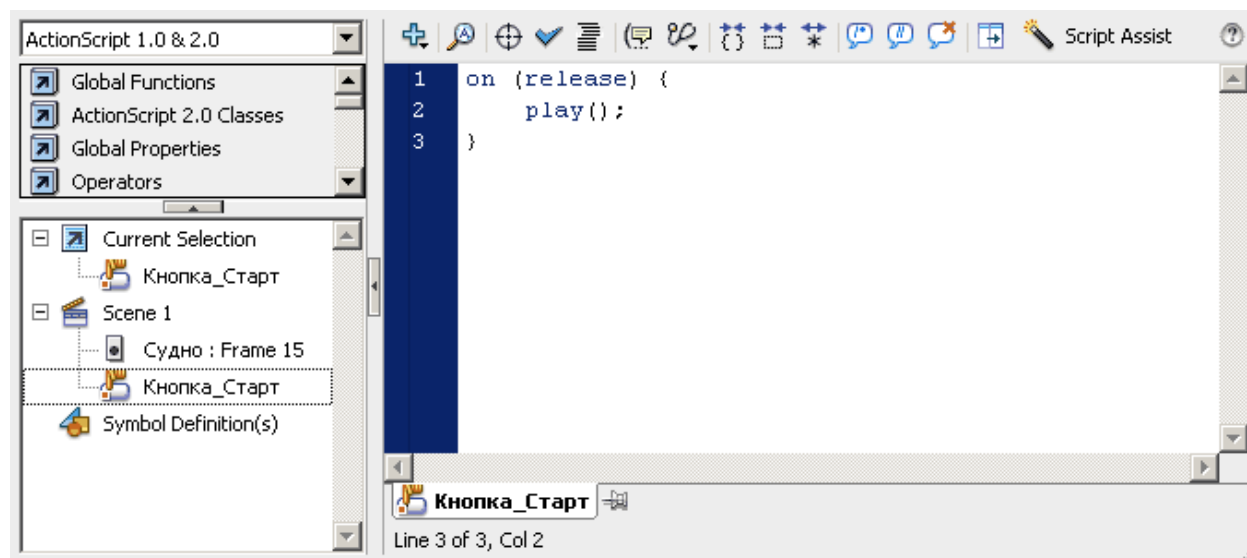 ActionScript 1.0 & 2.0
Global Functions
ActionScript 2.0 Classes
Global Properties
Operators
Current Selection
Кнопка_Старт
Scene 1
Судно : Frame 15
Кнопка_Старт
Symbol Definition(s)
Script Assist
1 on (release) {
2 play();
3 }
Кнопка_Старт
Line 3 of 3, Col 2